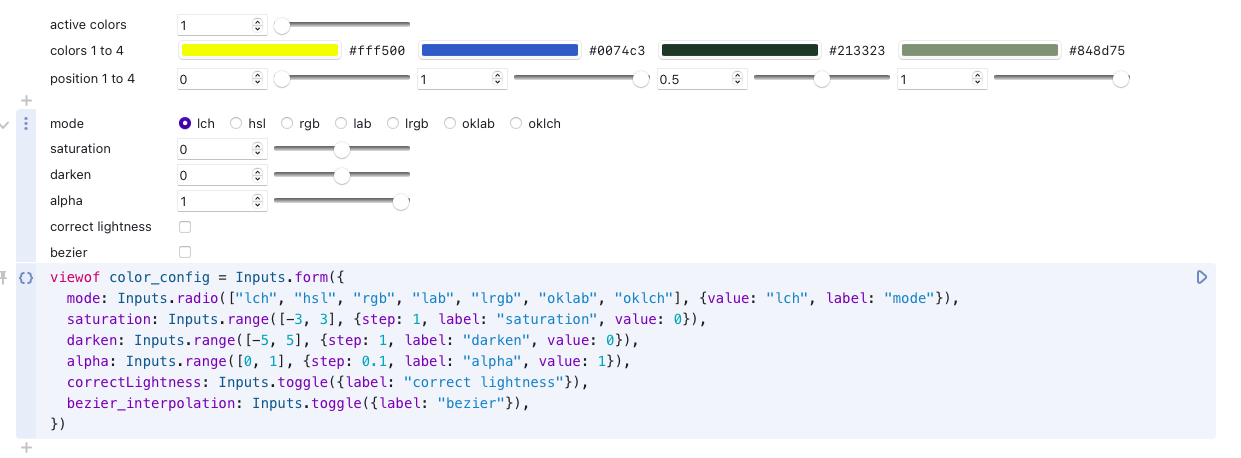 active colors 1
colors 1 to 4 #fff500 #0074c3 #213323 #848d75
position 1 to 4 0 1 0.5 1
mode lch hsl rgb lab lrgb oklab oklch
saturation 0
darken 0
alpha 1
correct lightness
bezier
viewof color_config = Inputs.form({
  mode: Inputs.radio(["lch", "hsl", "rgb", "lab", "lrgb", "oklab", "oklch"], {value: "lch", label: "mode"}),
  saturation: Inputs.range([-3, 3], {step: 1, label: "saturation", value: 0}),
  darken: Inputs.range([-5, 5], {step: 1, label: "darken", value: 0}),
  alpha: Inputs.range([0, 1], {step: 0.1, label: "alpha", value: 1}),
  correctLightness: Inputs.toggle({label: "correct lightness"}),
  bezier_interpolation: Inputs.toggle({label: "bezier"}),
})